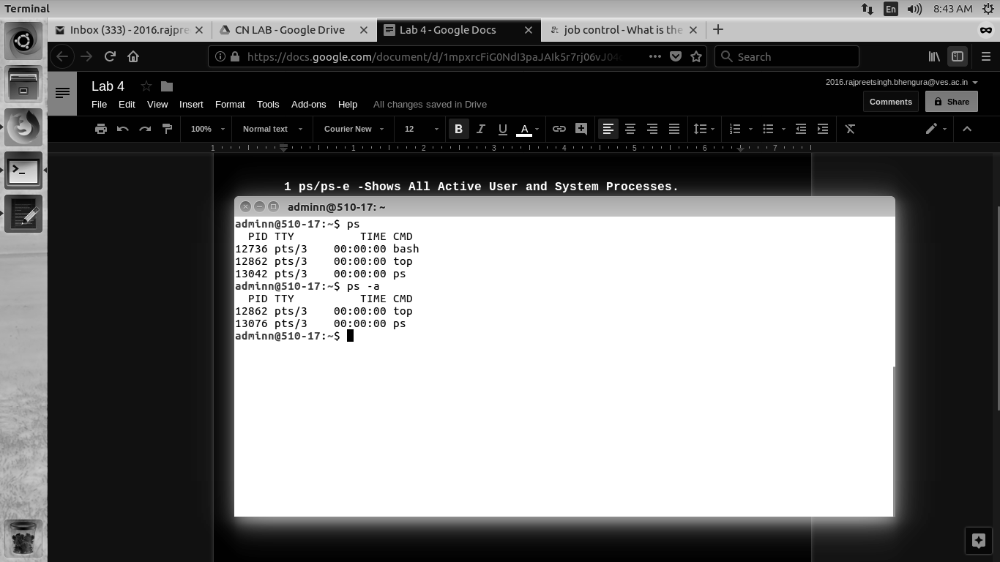 Terminal
En
8:43 AM
Inbox (333) - 2016.rajpre
CN LAB - Google Drive
Lab 4 - Google Docs
job control - What is the
Search
Lab 4
2016.rajpreetsingh.bhengura@ves.ac.in
File Edit View Insert Format Tools Add-ons Help All changes saved in Drive
Comments
Share
100% Normal text Courier New 12 B I U A
1 1 2 3 4 5 6 7
1 ps/ps-e -Shows All Active User and System Processes.
adminn@510-17: ~
adminn@510-17:~$ ps
PID TTY TIME CMD
12736 pts/3 00:00:00 bash
12862 pts/3 00:00:00 top
13042 pts/3 00:00:00 ps
adminn@510-17:~$ ps -a
PID TTY TIME CMD
12862 pts/3 00:00:00 top
13076 pts/3 00:00:00 ps
adminn@510-17:~$